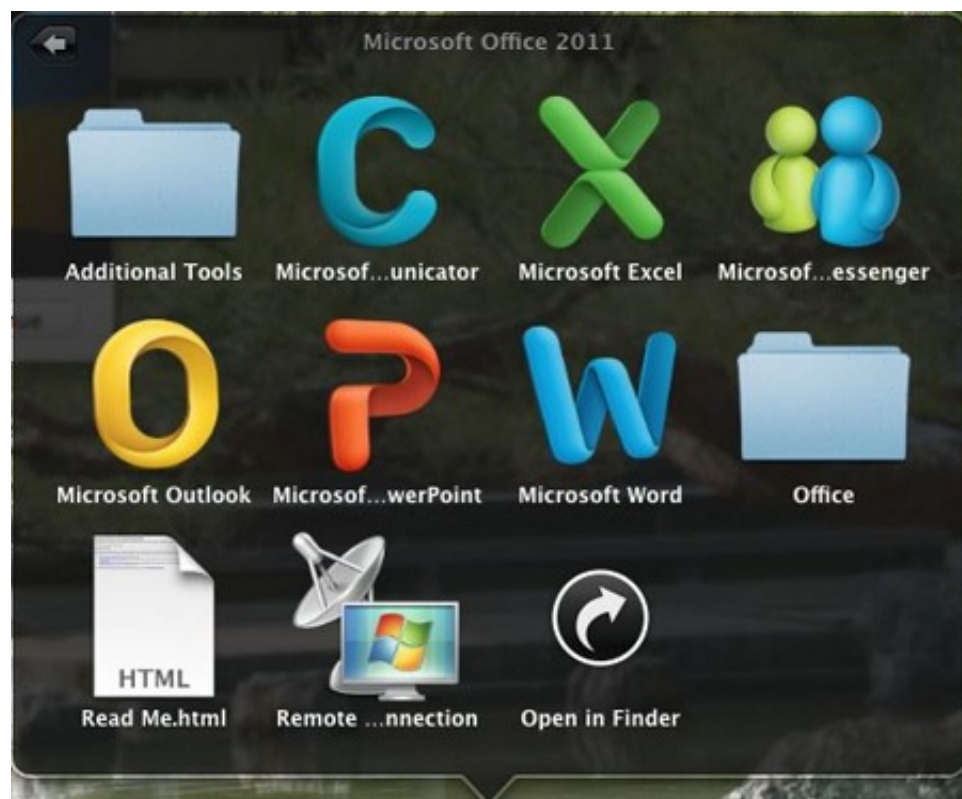 Microsoft Office 2011
Additional Tools
Microsof...unicator
Microsoft Excel
Microsof...essenger
Microsoft Outlook
Microsof...werPoint
Microsoft Word
Office
HTML
Read Me.html
Remote ...nnection
Open in Finder